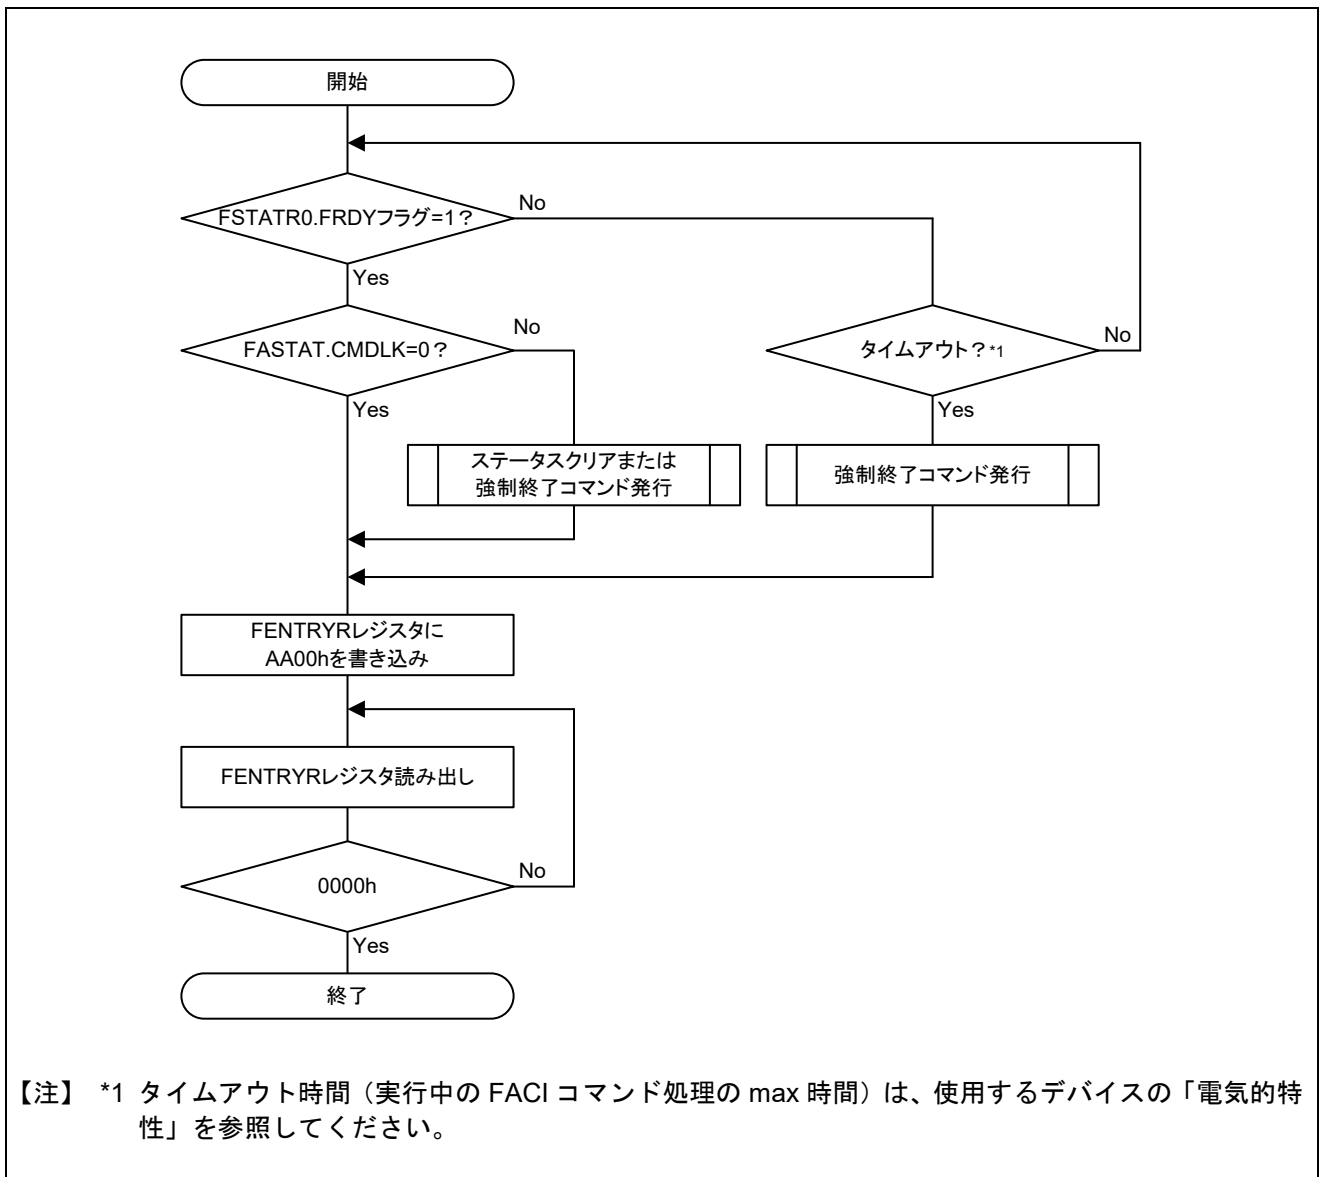 開始
FSTATR0.FRDYフラグ=1？
No
Yes
FASTAT.CMDLK=0？
No
Yes
タイムアウト？*1
No
Yes
ステータスクリアまたは
強制終了コマンド発行
強制終了コマンド発行
FENTRYRレジスタに
AA00hを書き込み
FENTRYRレジスタ読み出し
0000h
No
Yes
終了
【注】 *1 タイムアウト時間（実行中の FACI コマンド処理の max 時間）は、使用するデバイスの「電気的特
性」を参照してください。